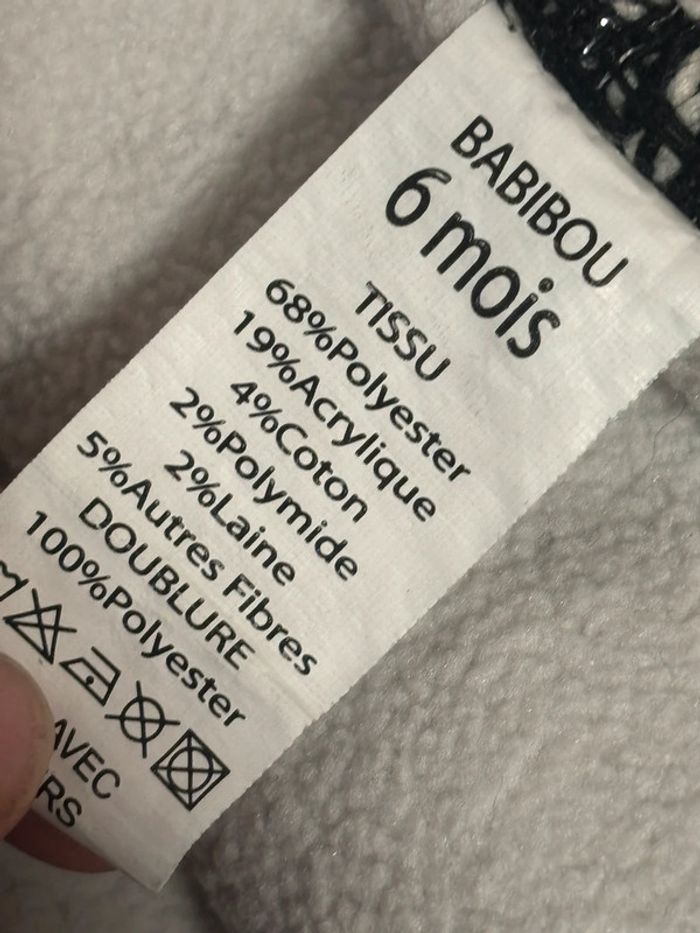 BABIBOU
6 mois
TISSU
68%Polyester
19%Acrylique
4%Coton
2%Polymide
2%Laine
5%Autres Fibres
DOUBLURE
100%Polyester
AVEC